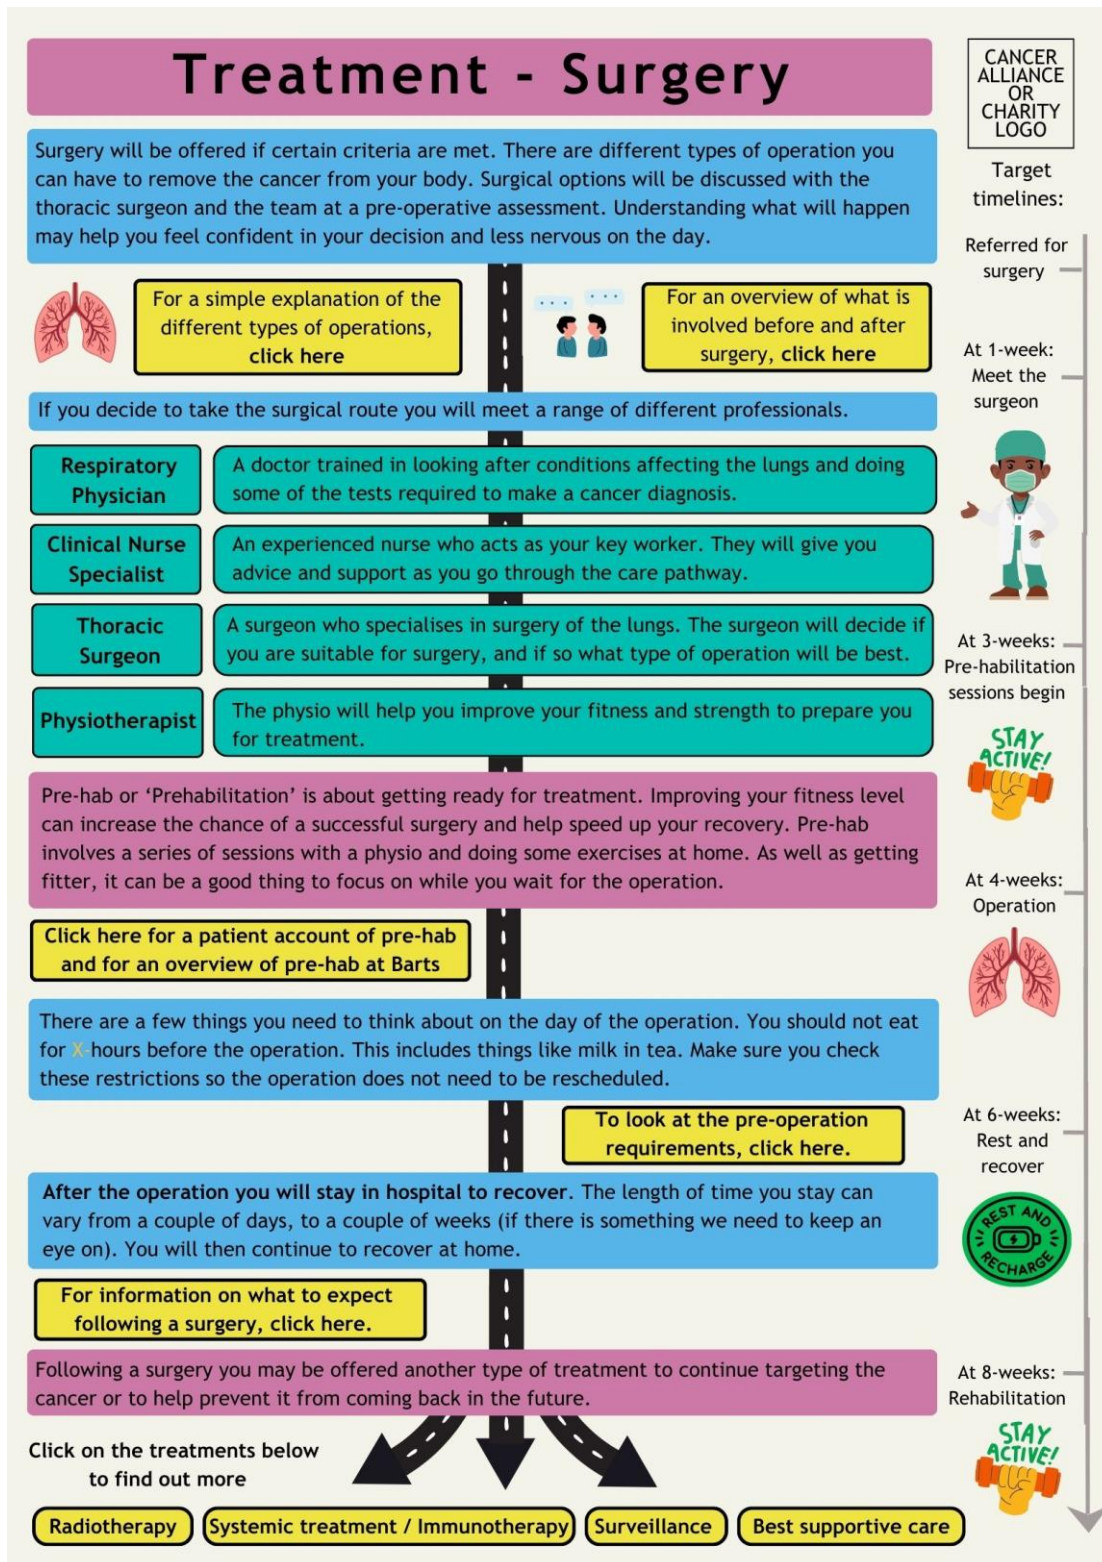 Treatment - Surgery
Surgery will be offered if certain criteria are met. There are different types of operation you
can have to remove the cancer from your body. Surgical options will be discussed with the
thoracic surgeon and the team at a pre-operative assessment. Understanding what will happen
may help you feel confident in your decision and less nervous on the day.
For a simple explanation of the
different types of operations,
click here
For an overview of what is
involved before and after
surgery, click here
If you decide to take the surgical route you will meet a range of different professionals.
Respiratory
Physician
A doctor trained in looking after conditions affecting the lungs and doing
some of the tests required to make a cancer diagnosis.
Clinical Nurse
Specialist
An experienced nurse who acts as your key worker. They will give you
advice and support as you go through the care pathway.
Thoracic
Surgeon
A surgeon who specialises in surgery of the lungs. The surgeon will decide if
you are suitable for surgery, and if so what type of operation will be best.
Physiotherapist
The physio will help you improve your fitness and strength to prepare you
for treatment.
Pre-hab or ‘Prehabilitation’ is about getting ready for treatment. Improving your fitness level
can increase the chance of a successful surgery and help speed up your recovery. Pre-hab
involves a series of sessions with a physio and doing some exercises at home. As well as getting
fitter, it can be a good thing to focus on while you wait for the operation.
Click here for a patient account of pre-hab
and for an overview of pre-hab at Barts
There are a few things you need to think about on the day of the operation. You should not eat
for X-hours before the operation. This includes things like milk in tea. Make sure you check
these restrictions so the operation does not need to be rescheduled.
To look at the pre-operation
requirements, click here.
After the operation you will stay in hospital to recover. The length of time you stay can
vary from a couple of days, to a couple of weeks (if there is something we need to keep an
eye on). You will then continue to recover at home.
For information on what to expect
following a surgery, click here.
Following a surgery you may be offered another type of treatment to continue targeting the
cancer or to help prevent it from coming back in the future.
Click on the treatments below
to find out more
Radiotherapy
Systemic treatment / Immunotherapy
Surveillance
Best supportive care
CANCER
ALLIANCE
OR
CHARITY
LOGO
Target
timelines:
Referred for
surgery
At 1-week:
Meet the
surgeon
At 3-weeks:
Pre-habilitation
sessions begin
STAY
ACTIVE!
At 4-weeks:
Operation
At 6-weeks:
Rest and
recover
REST AND
RECHARGE
At 8-weeks:
Rehabilitation
STAY
ACTIVE!